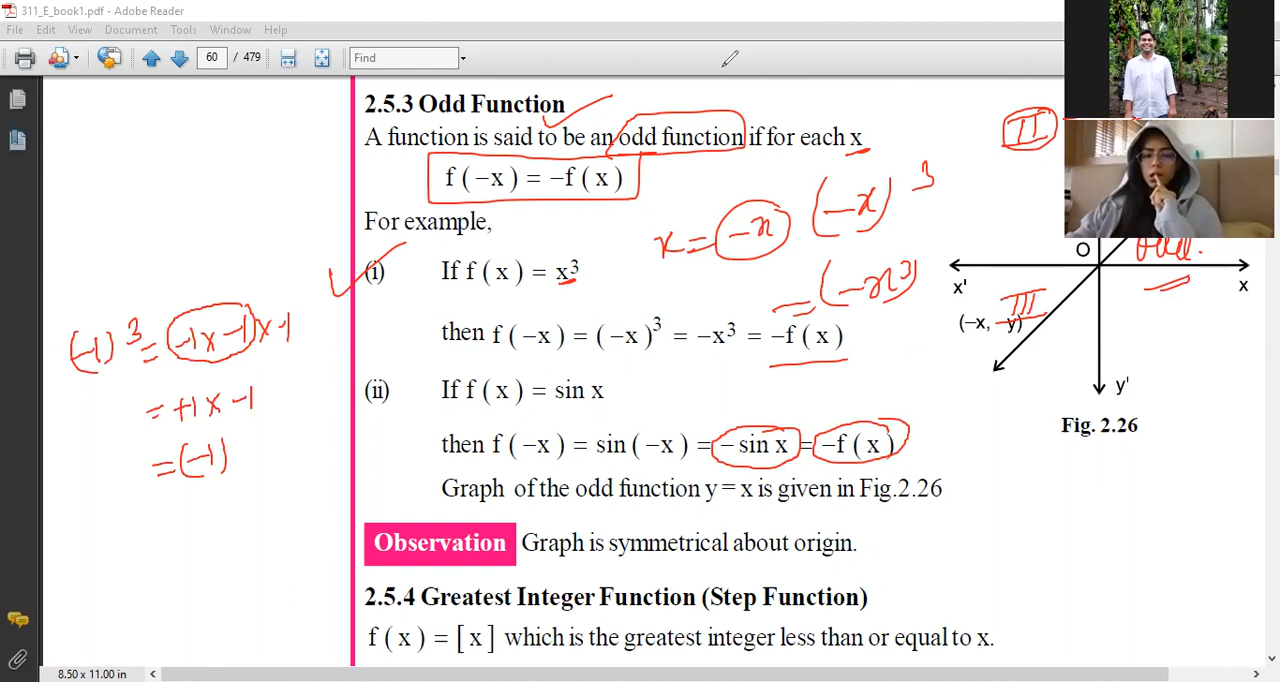 311_E_book1.pdf - Adobe Reader
File Edit View Document Tools Window Help
60 / 479 Find
2.5.3 Odd Function
A function is said to be an odd function if for each x
f (−x) = −f (x)
II
For example,
x = −x (−x) 3
(i) If f (x) = x³
= (−x³)
O
x' x
(−x, −y)
III
y'
Fig. 2.26
then f (−x) = (−x)³ = −x³ = −f (x)
(−1)³ = −1 x −1) x −1
= +1 x −1
= (−1)
(ii) If f (x) = sin x
then f (−x) = sin (−x) = − sin x = −f (x)
Graph of the odd function y = x is given in Fig.2.26
Observation Graph is symmetrical about origin.
2.5.4 Greatest Integer Function (Step Function)
f (x) = [x] which is the greatest integer less than or equal to x.
8.50 x 11.00 in